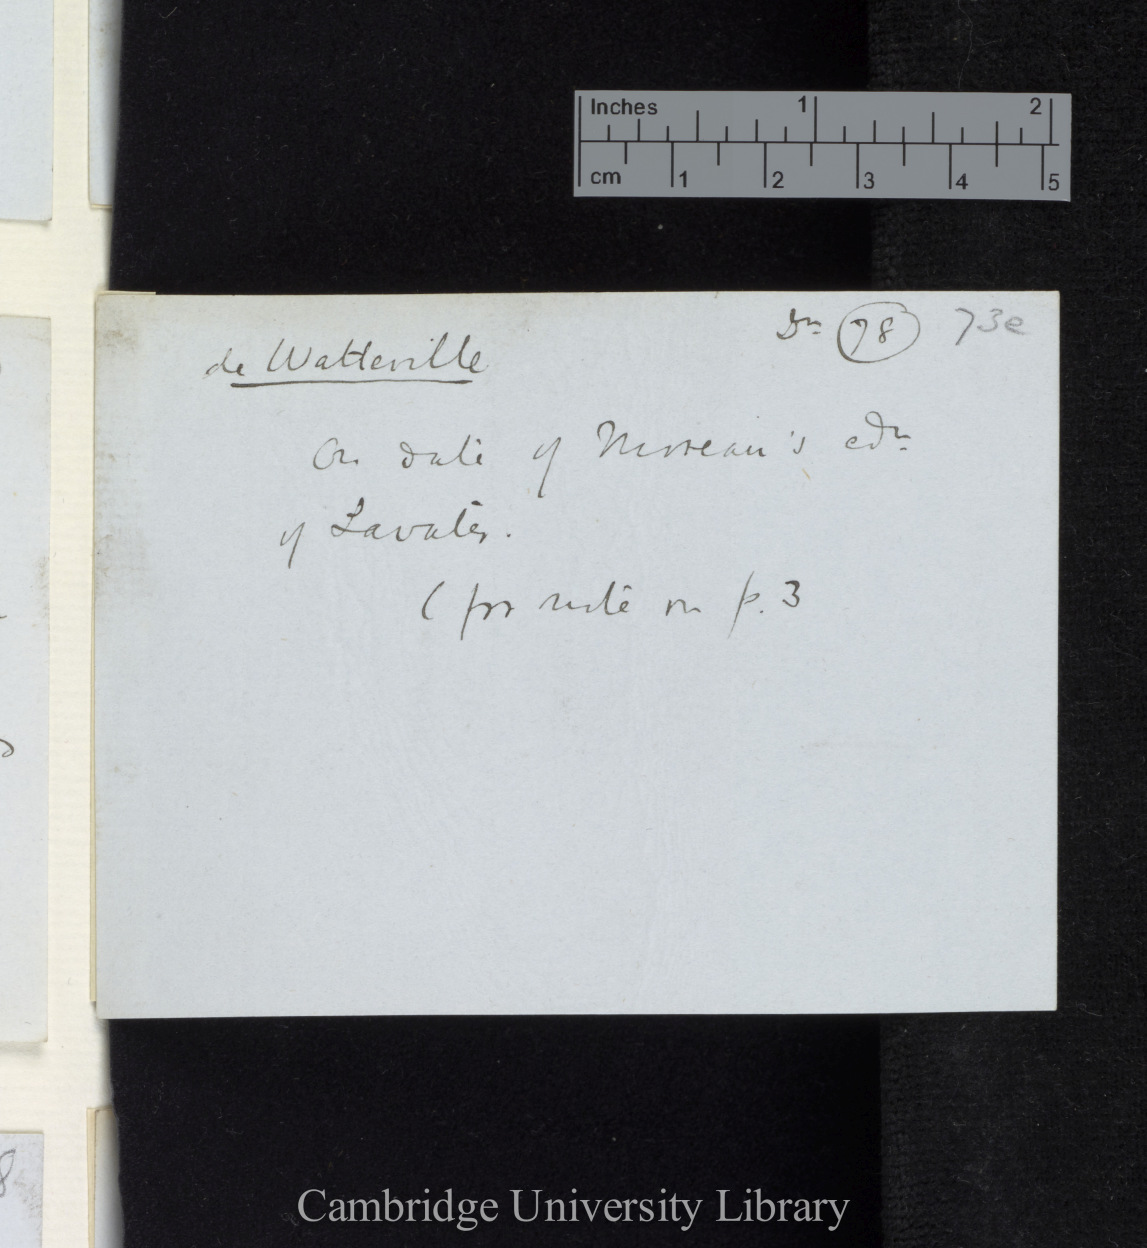 Inches 1 2
cm 1 2 3 4 5
Dr 78 73e
de Watteville
On date of Moreau's edn
of Lavater.
(for note on p. 3
8
Cambridge University Library